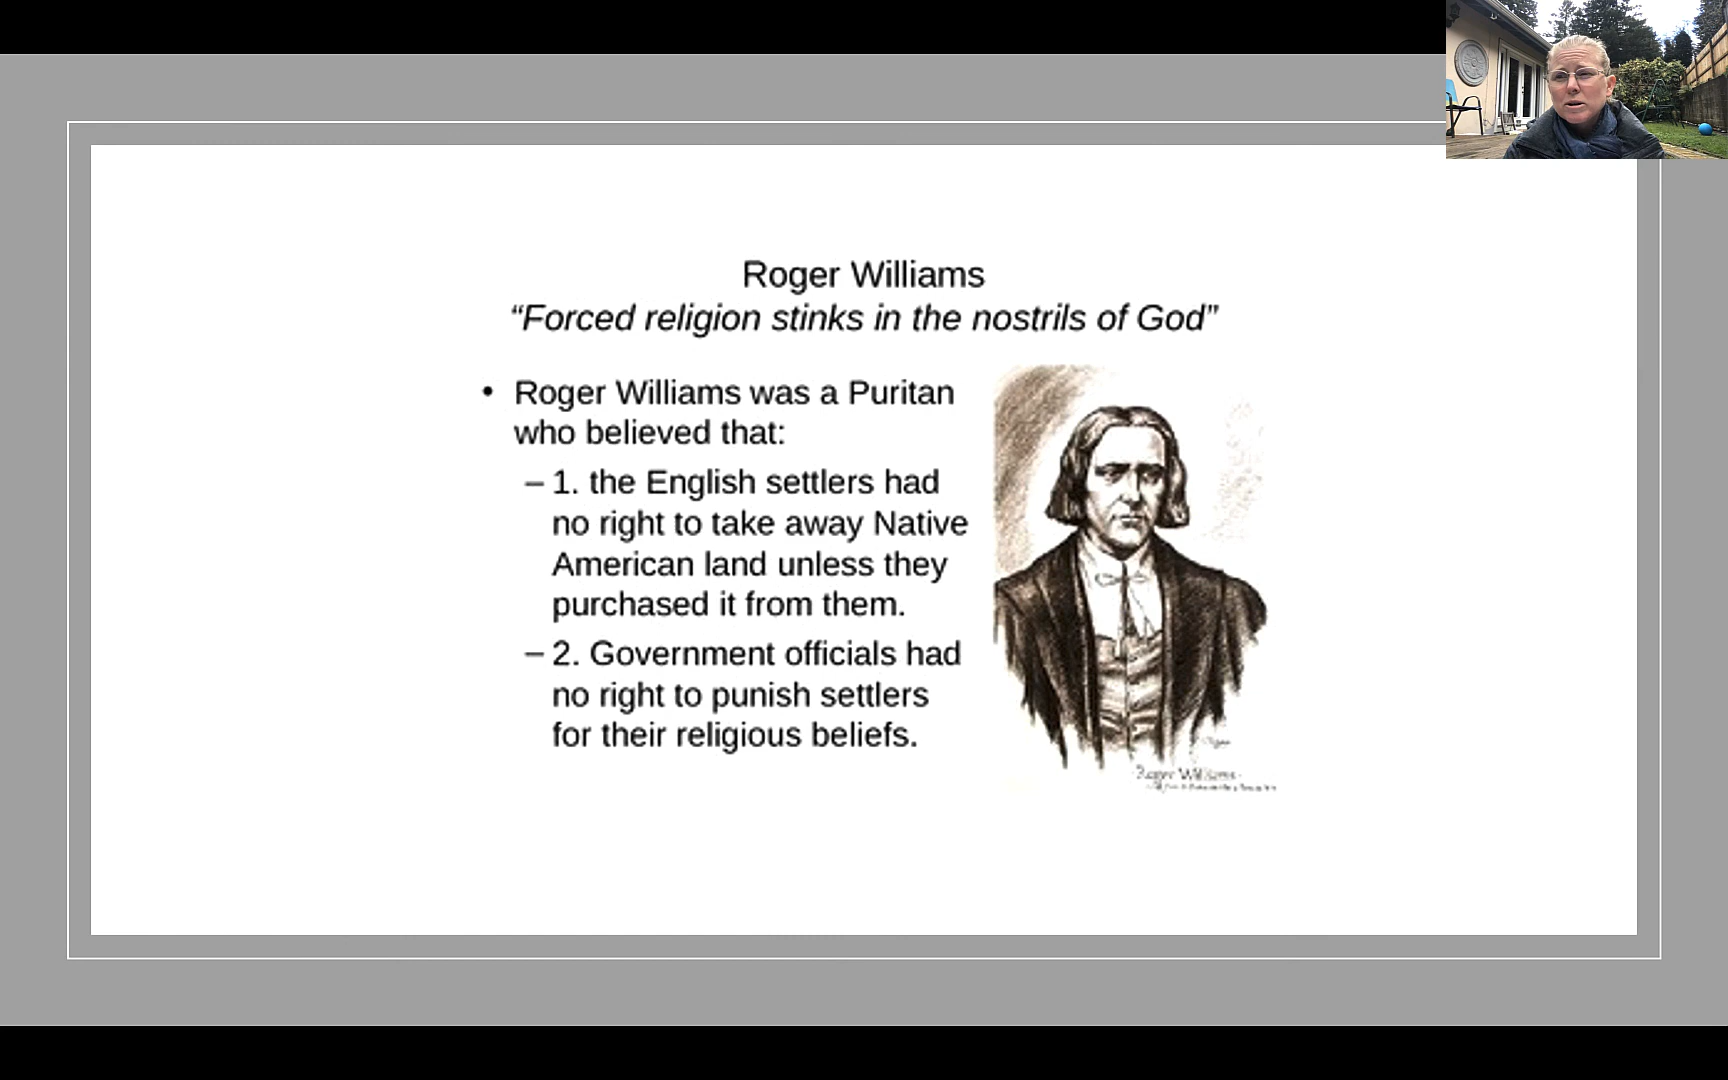 Roger Williams
“Forced religion stinks in the nostrils of God”
• Roger Williams was a Puritan
who believed that:
– 1. the English settlers had
no right to take away Native
American land unless they
purchased it from them.
– 2. Government officials had
no right to punish settlers
for their religious beliefs.
Roger Williams